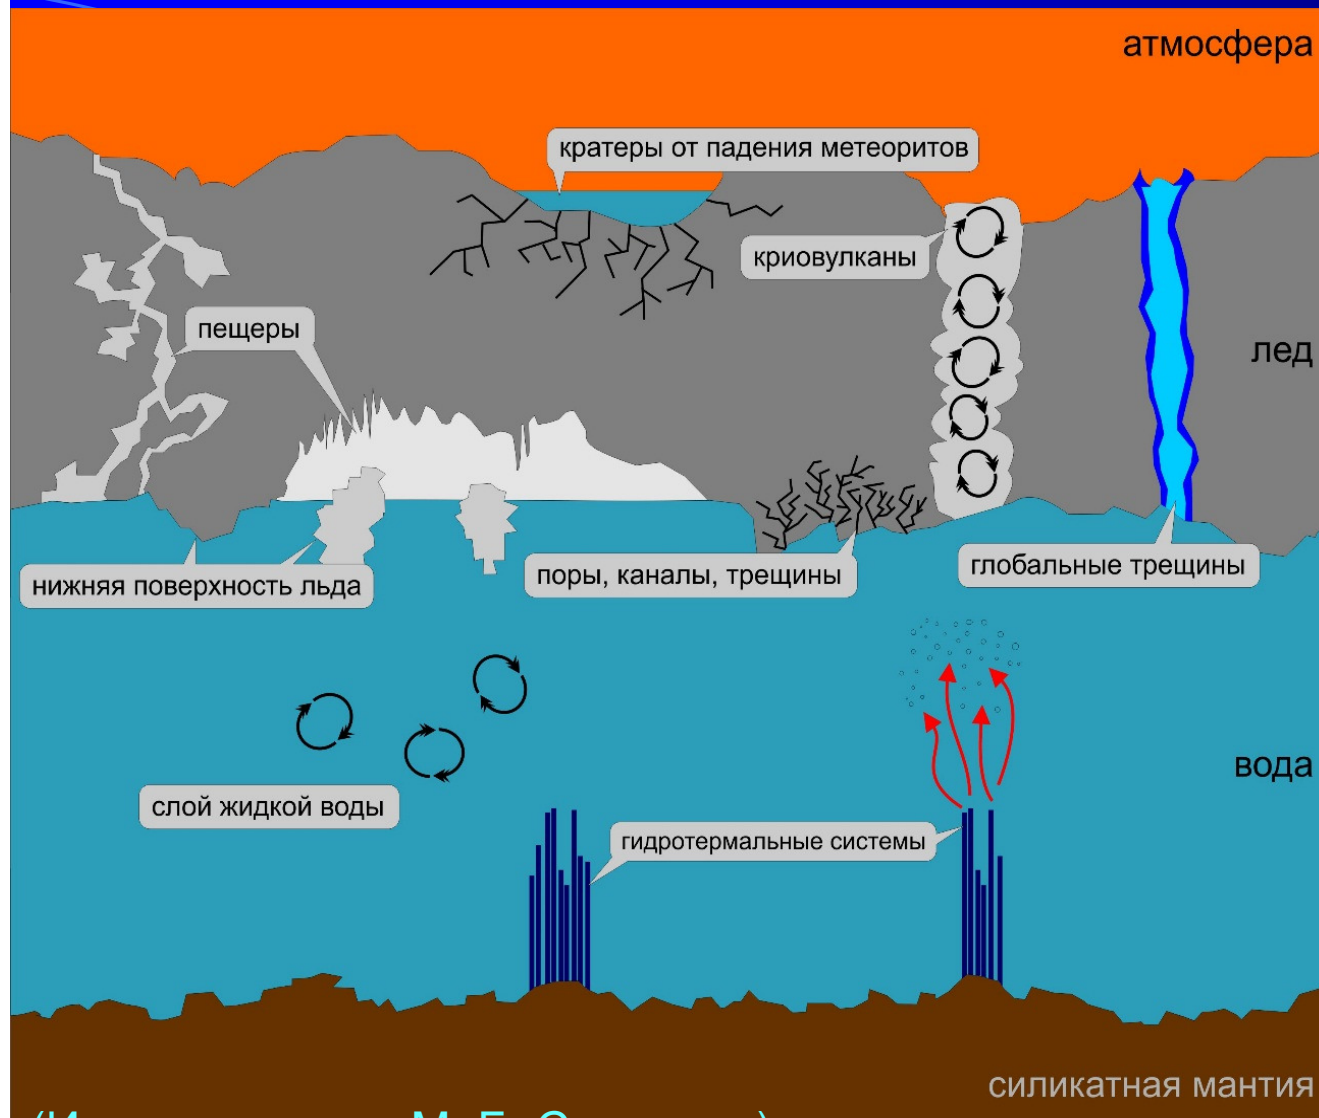 атмосфера
кратеры от падения метеоритов
криовулканы
пещеры
лед
глобальные трещины
поры, каналы, трещины
нижняя поверхность льда
вода
слой жидкой воды
гидротермальные системы
силикатная мантия